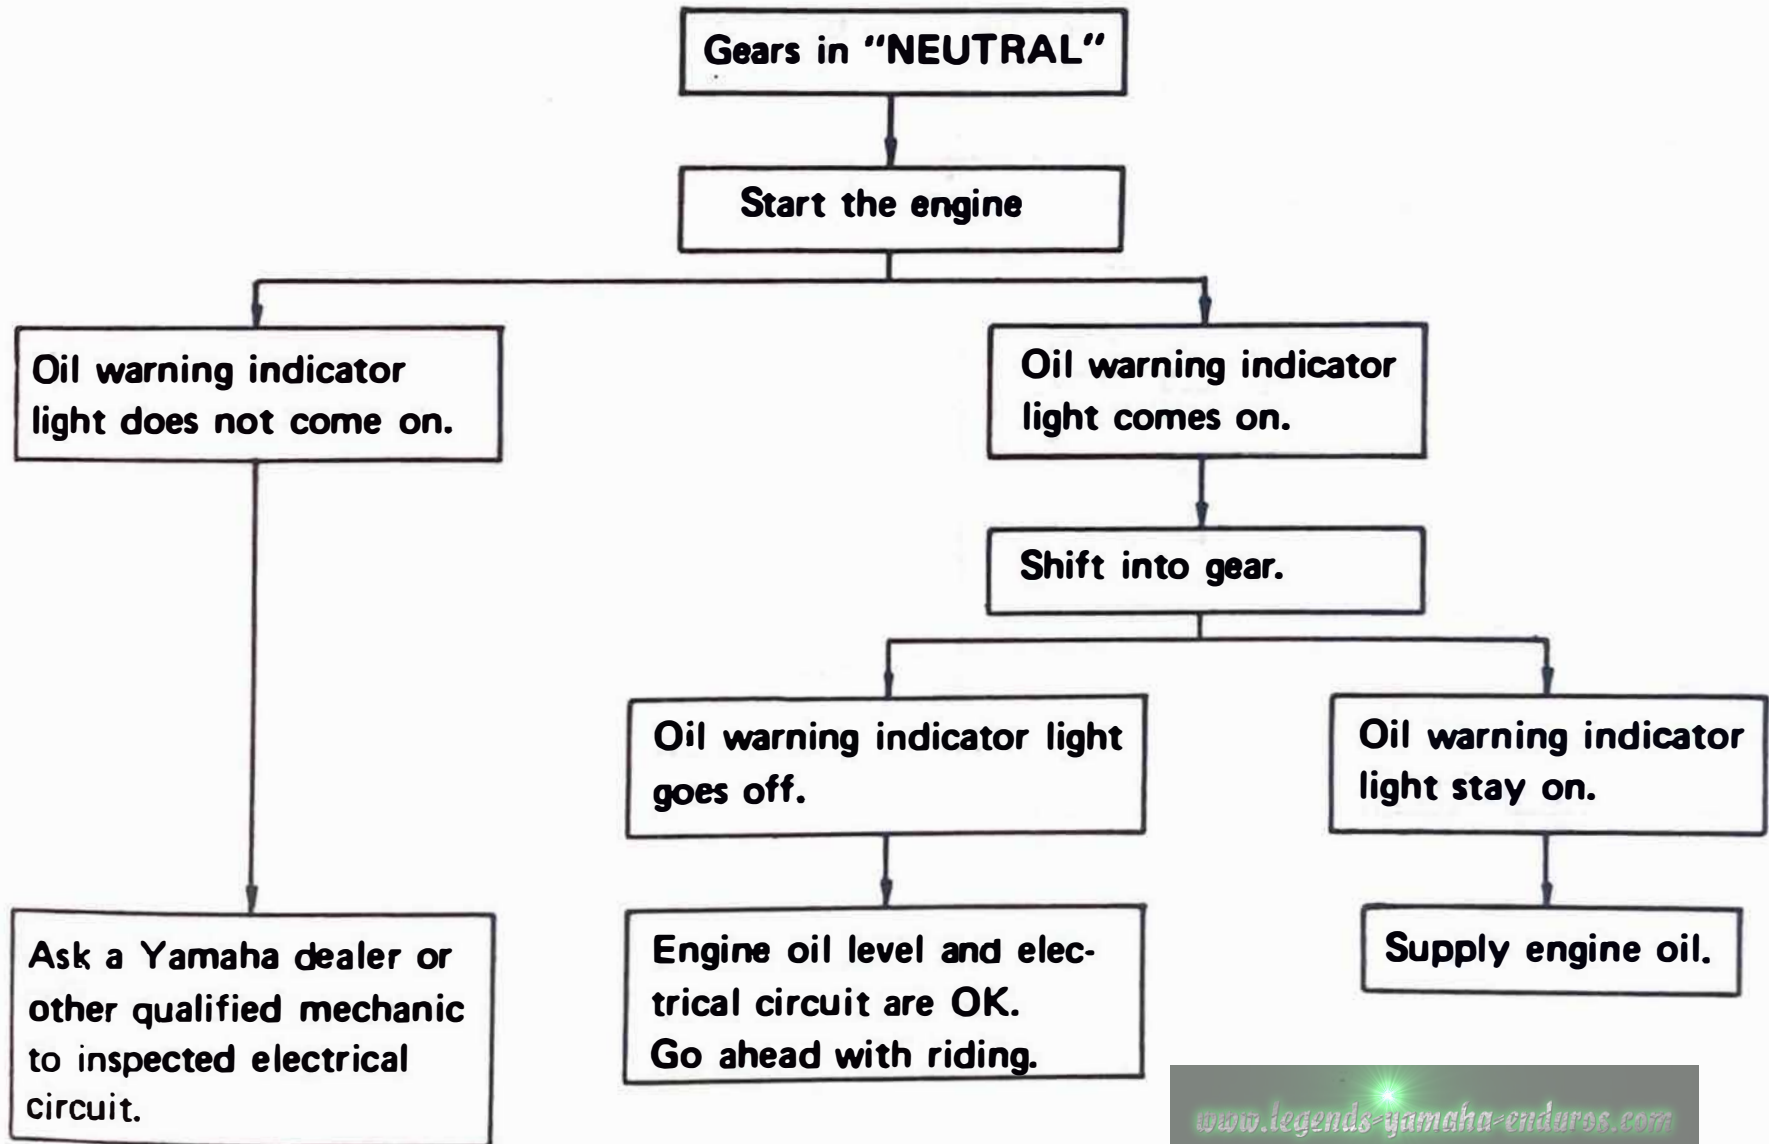 Gears in "NEUTRAL"
Start the engine
Oil warning indicator
light does not come on.
Oil warning indicator
light comes on.
Shift into gear.
Oil warning indicator light
goes off.
Oil warning indicator
light stay on.
Ask a Yamaha dealer or
other qualified mechanic
to inspected electrical
circuit.
Engine oil level and elec-
trical circuit are OK.
Go ahead with riding.
Supply engine oil.
www.legends-yamaha-enduros.com